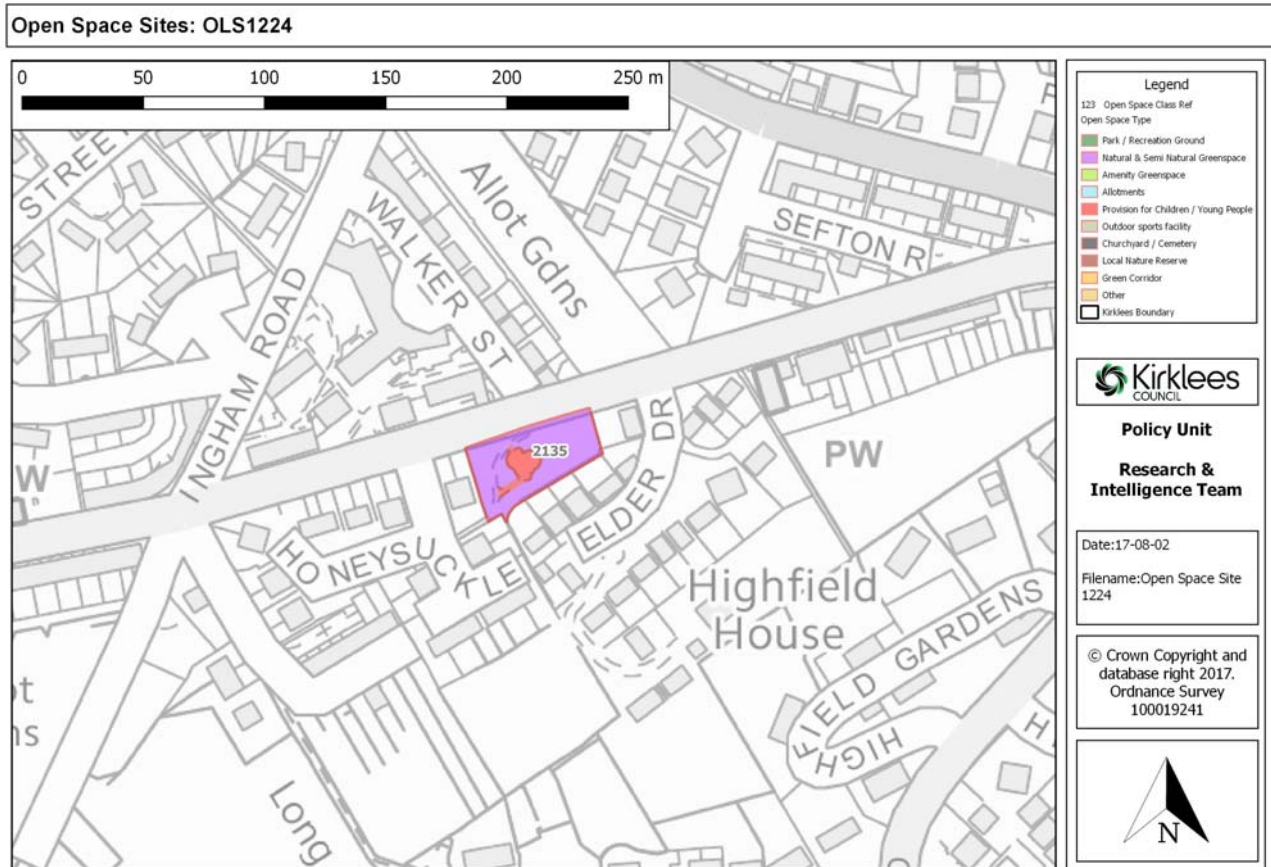 Open Space Sites: OLS1224
0 50 100 150 200 250 m
STREET
WALKER ST
Allot Gdns
SEFTON R
INGHAM ROAD
W
2135
ELDER DR
PW
HONEYSUCKLE
Highfield
House
HIGHFIELD GARDENS
Long
Legend
123 Open Space Class Ref
Open Space Type
Park / Recreation Ground
Natural & Semi Natural Greenspace
Amenity Greenspace
Allotments
Provision for Children / Young People
Outdoor sports facility
Churchyard / Cemetery
Local Nature Reserve
Green Corridor
Other
Kirklees Boundary
Kirklees
COUNCIL
Policy Unit
Research &
Intelligence Team
Date:17-08-02
Filename:Open Space Site
1224
© Crown Copyright and
database right 2017.
Ordnance Survey
100019241
N